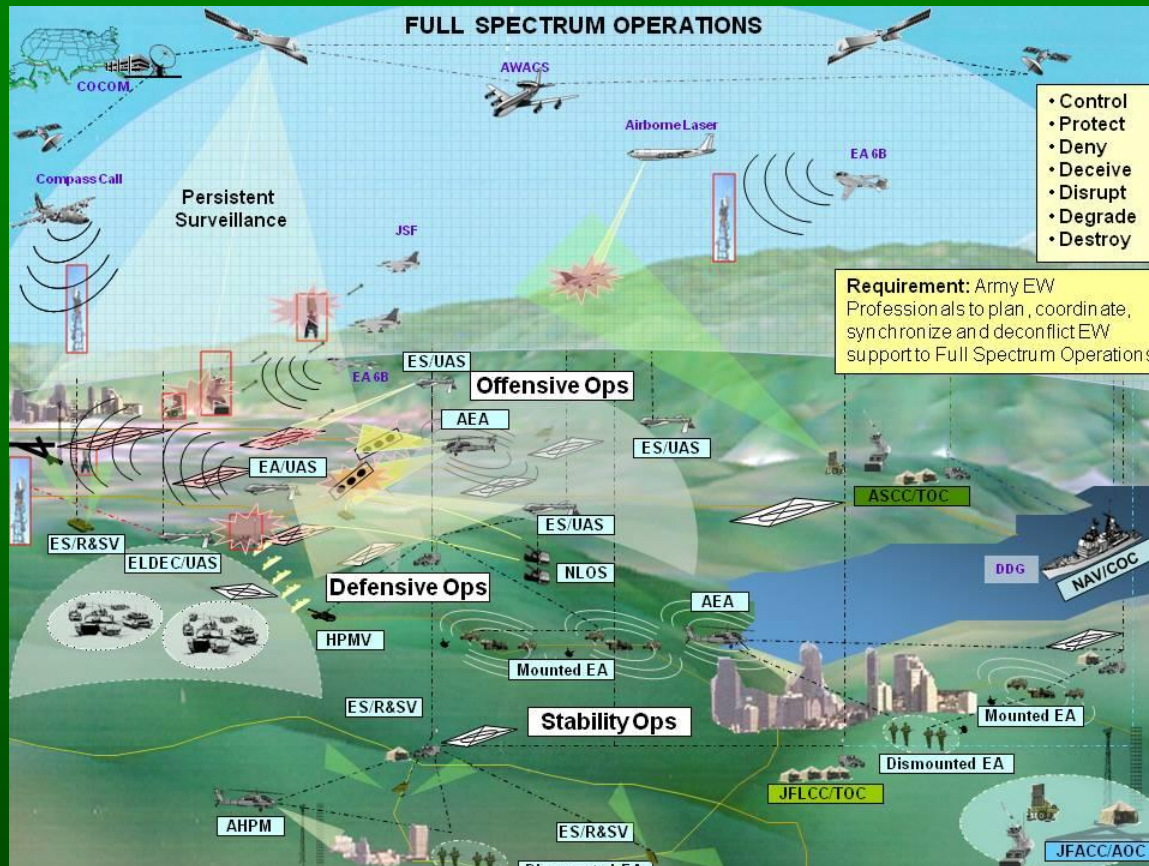 FULL SPECTRUM OPERATIONS
COCOM
AWACS
Airborne Laser
EA 6B
• Control
• Protect
• Deny
• Deceive
• Disrupt
• Degrade
• Destroy
Compass Call
Persistent
Surveillance
JSF
Requirement: Army EW
Professionals to plan, coordinate,
synchronize and deconflict EW
support to Full Spectrum Operations
EA 6B
ES/UAS
Offensive Ops
AEA
ES/UAS
EA/UAS
ASCC/TOC
ES/UAS
ES/R&SV
ELDEC/UAS
NLOS
DDG
NAV/COC
Defensive Ops
AEA
HPMV
Mounted EA
ES/R&SV
Stability Ops
Mounted EA
Dismounted EA
JFLCC/TOC
AHPM
ES/R&SV
JFACC/AOC
Dismounted EA